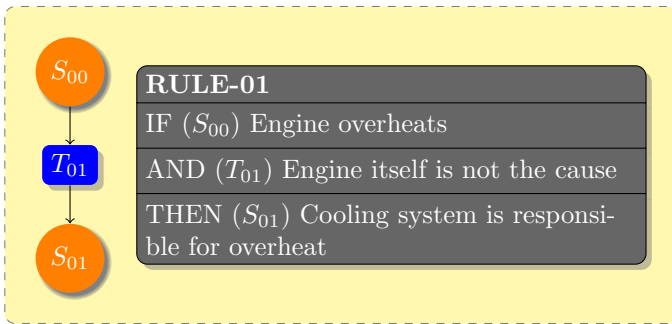 S₀₀
T₀₁
S₀₁
RULE-01
IF (S₀₀) Engine overheats
AND (T₀₁) Engine itself is not the cause
THEN (S₀₁) Cooling system is responsi-
ble for overheat